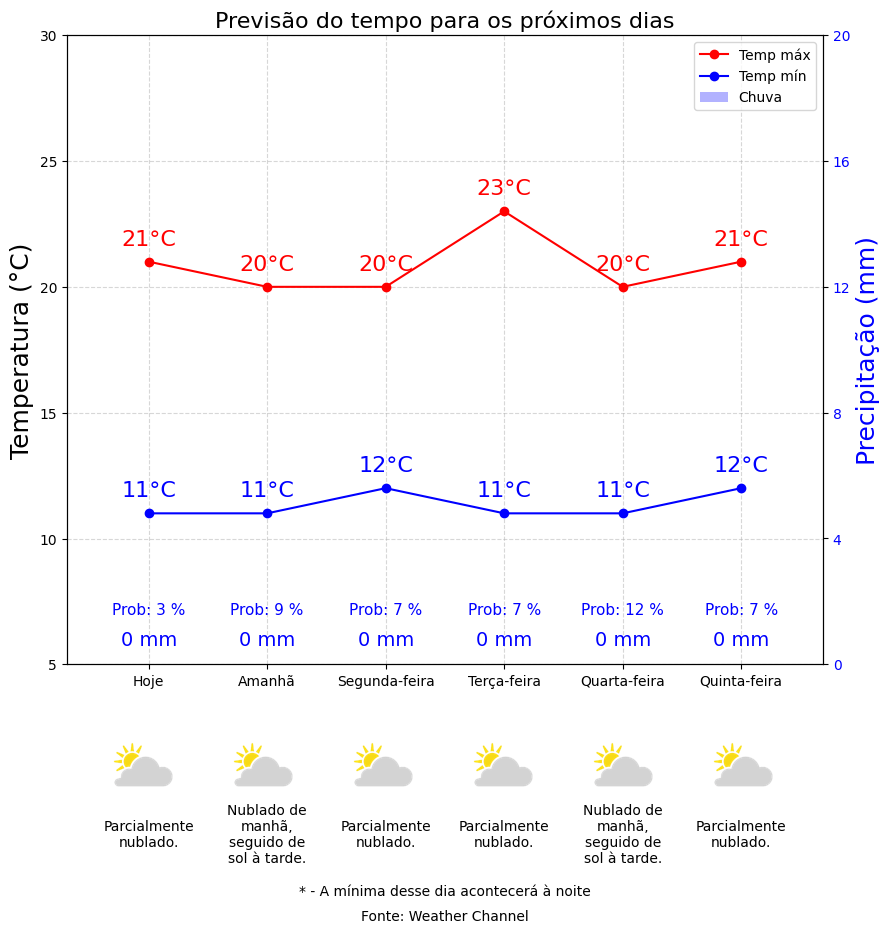 Previsão do tempo para os próximos dias
Temp máx
Temp mín
Chuva
Temperatura (°C)
Precipitação (mm)
30
25
20
15
10
5
20
16
12
8
4
0
21°C 20°C 20°C 23°C 20°C 21°C
11°C 11°C 12°C 11°C 11°C 12°C
Prob: 3 % Prob: 9 % Prob: 7 % Prob: 7 % Prob: 12 % Prob: 7 %
0 mm 0 mm 0 mm 0 mm 0 mm 0 mm
Hoje Amanhã Segunda-feira Terça-feira Quarta-feira Quinta-feira
Parcialmente
nublado.
Nublado de
manhã,
seguido de
sol à tarde.
Parcialmente
nublado.
Parcialmente
nublado.
Nublado de
manhã,
seguido de
sol à tarde.
Parcialmente
nublado.
* - A mínima desse dia acontecerá à noite
Fonte: Weather Channel